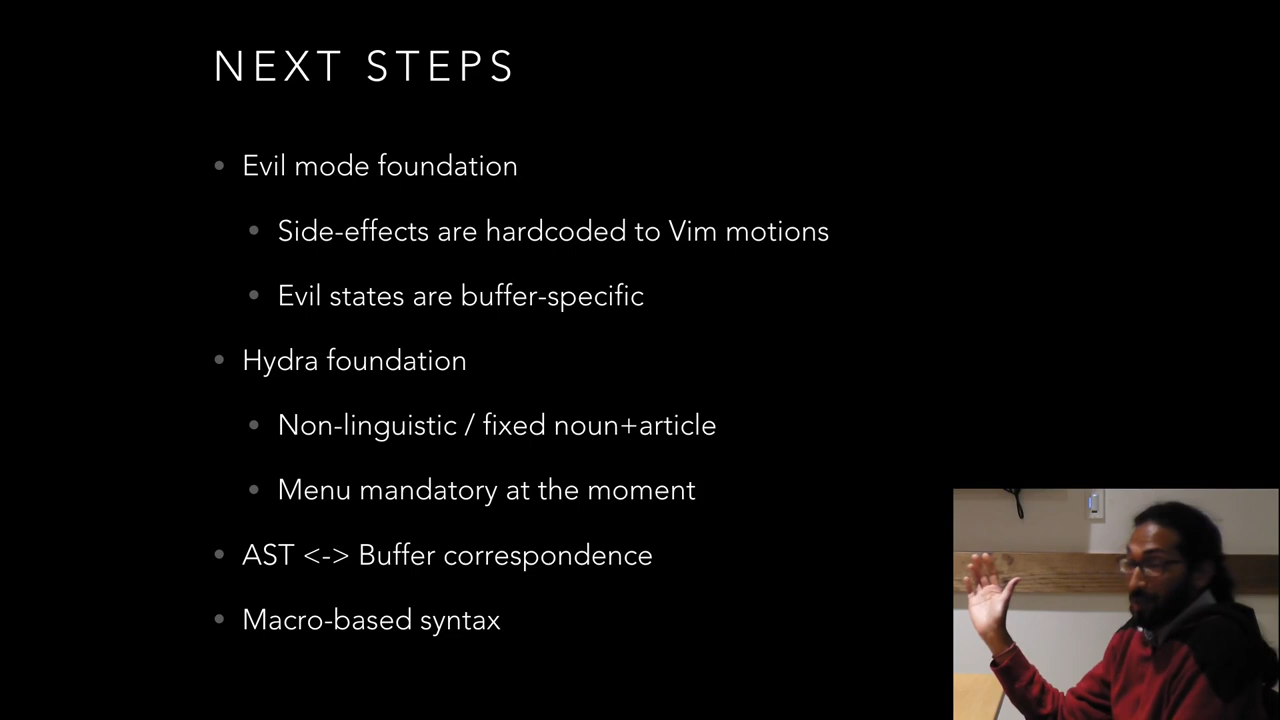 NEXT STEPS
• Evil mode foundation
• Side-effects are hardcoded to Vim motions
• Evil states are buffer-specific
• Hydra foundation
• Non-linguistic / fixed noun+article
• Menu mandatory at the moment
• AST <-> Buffer correspondence
• Macro-based syntax